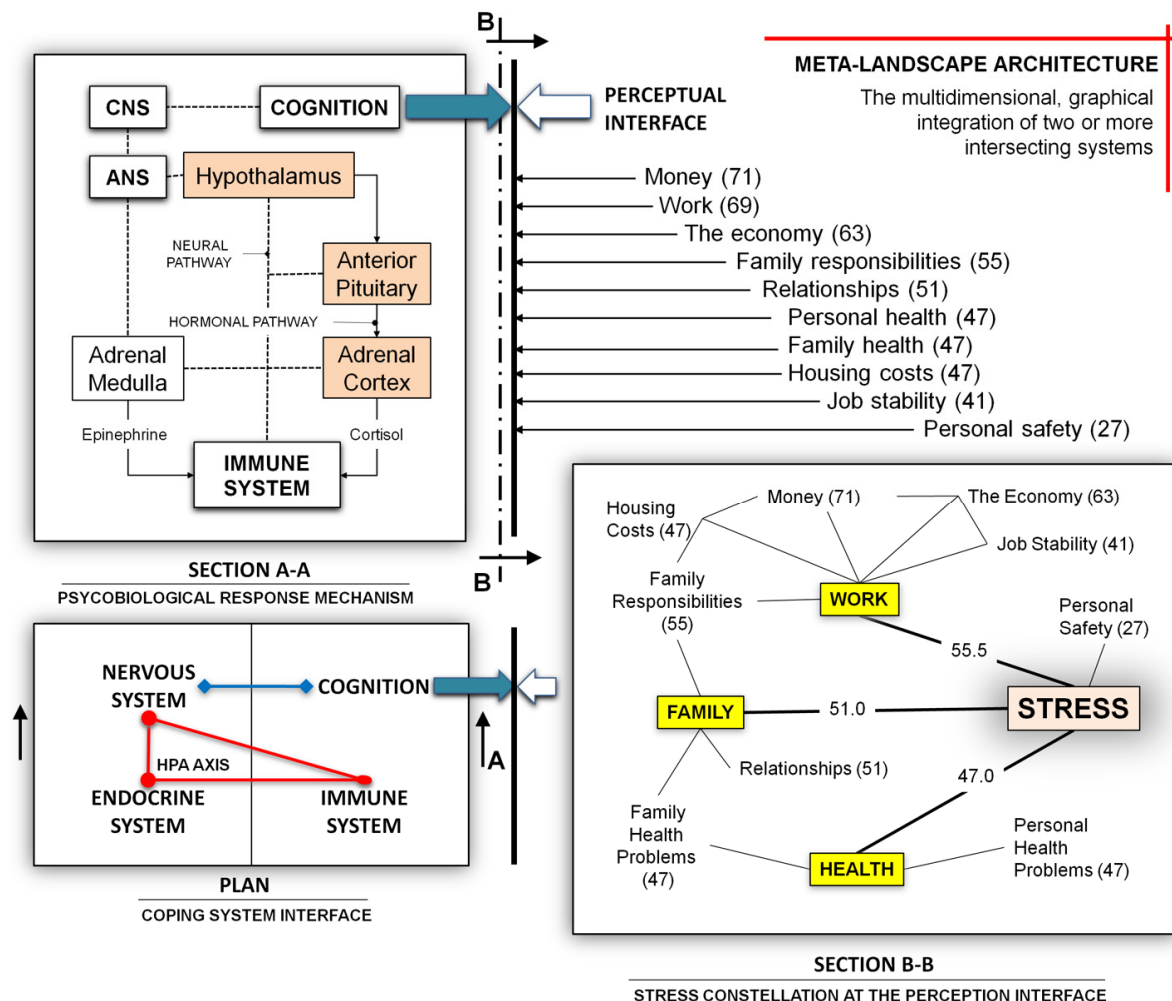 B
META-LANDSCAPE ARCHITECTURE
The multidimensional, graphical
integration of two or more
intersecting systems
CNS
COGNITION
PERCEPTUAL
INTERFACE
ANS
Hypothalamus
NEURAL
PATHWAY
Anterior
Pituitary
HORMONAL PATHWAY
Adrenal
Medulla
Adrenal
Cortex
Epinephrine
Cortisol
IMMUNE
SYSTEM
Money (71)
Work (69)
The economy (63)
Family responsibilities (55)
Relationships (51)
Personal health (47)
Family health (47)
Housing costs (47)
Job stability (41)
Personal safety (27)
B
SECTION A-A
PSYCOBIOLOGICAL RESPONSE MECHANISM
NERVOUS
SYSTEM
COGNITION
HPA AXIS
ENDOCRINE
SYSTEM
IMMUNE
SYSTEM
A
PLAN
COPING SYSTEM INTERFACE
Housing
Costs (47)
Money (71)
The Economy (63)
Job Stability (41)
Family
Responsibilities
(55)
WORK
Personal
Safety (27)
55.5
FAMILY
51.0
STRESS
Relationships (51)
47.0
Family
Health
Problems
(47)
HEALTH
Personal
Health
Problems (47)
SECTION B-B
STRESS CONSTELLATION AT THE PERCEPTION INTERFACE